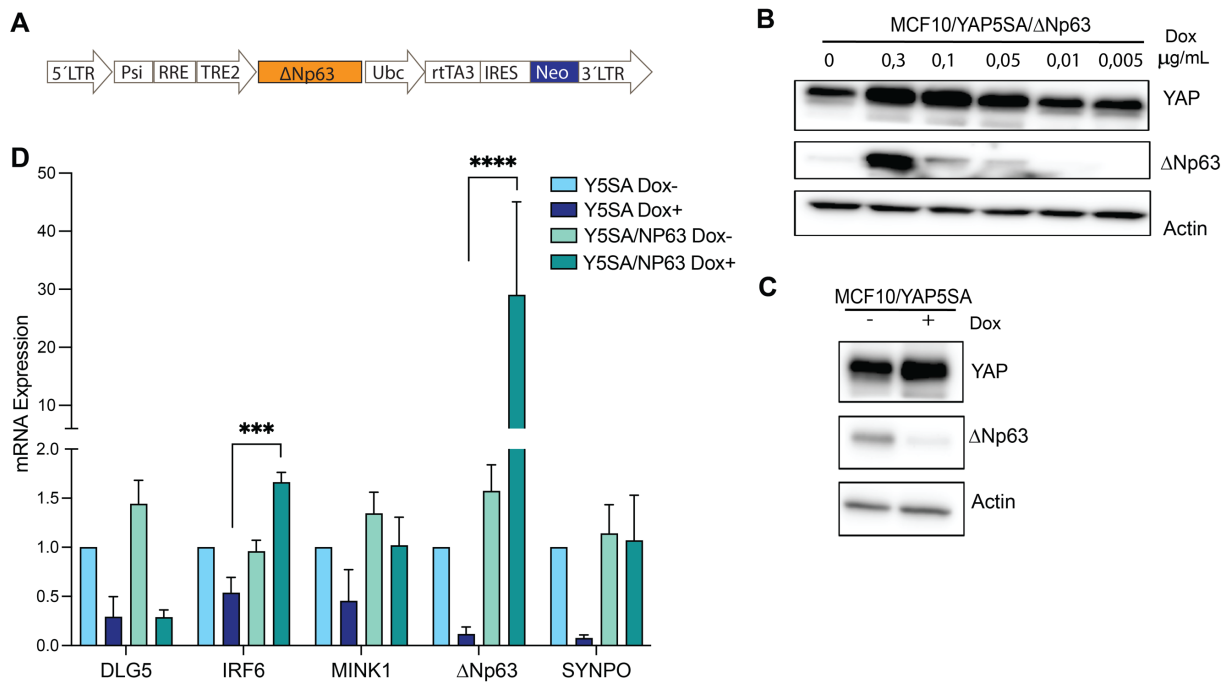 A
5´LTR Psi RRE TRE2 ΔNp63 Ubc rtTA3 IRES Neo 3´LTR
B
MCF10/YAP5SA/ΔNp63
Dox
µg/mL
0 0,3 0,1 0,05 0,01 0,005
YAP
ΔNp63
Actin
C
MCF10/YAP5SA
- + Dox
YAP
ΔNp63
Actin
D
mRNA Expression
50
40
30
20
10
2.0
1.5
1.0
0.5
0.0
****
***
Y5SA Dox-
Y5SA Dox+
Y5SA/NP63 Dox-
Y5SA/NP63 Dox+
DLG5 IRF6 MINK1 ΔNp63 SYNPO